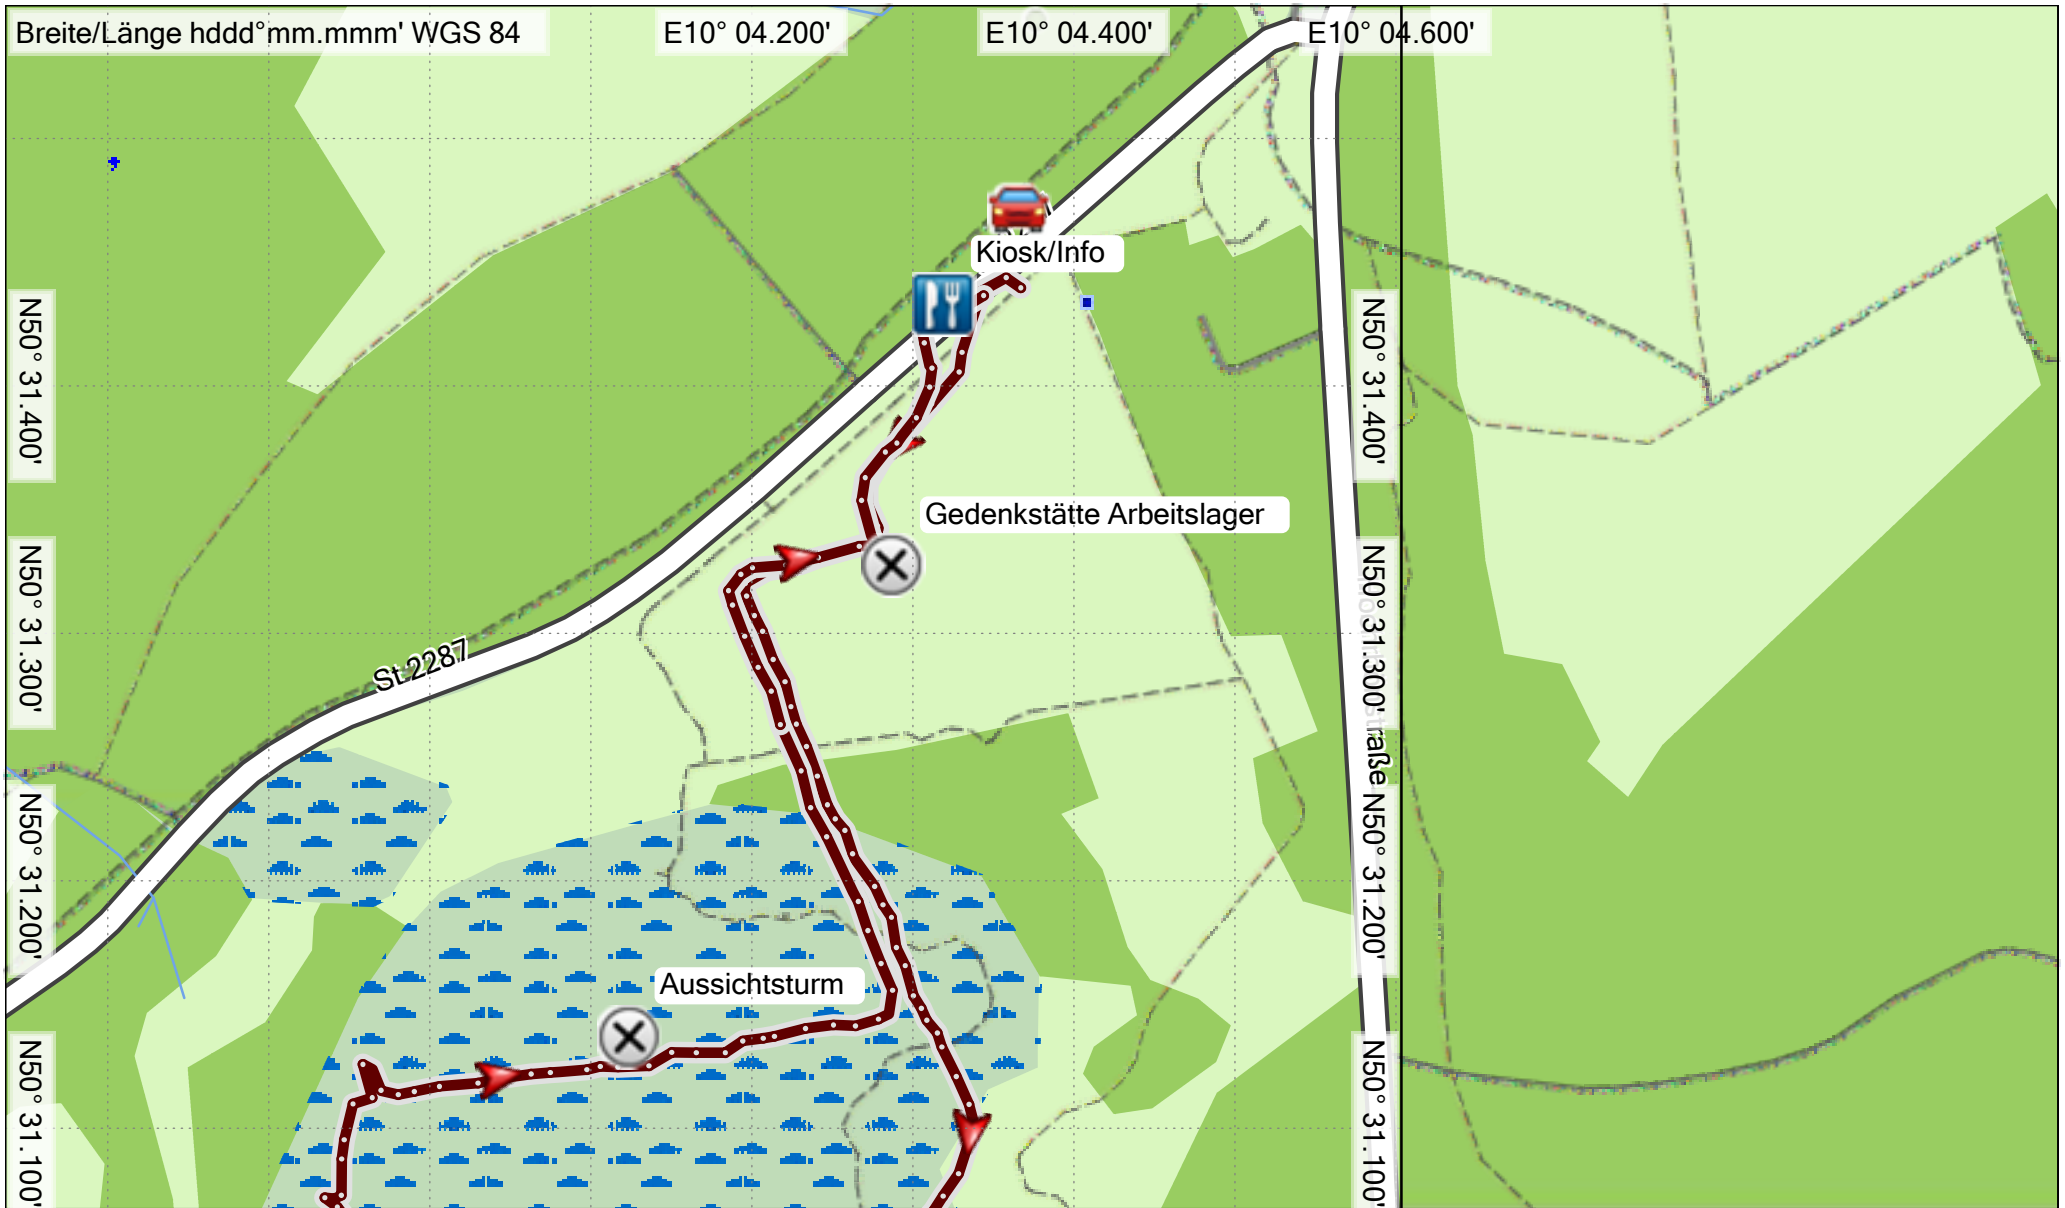 Breite/Länge hddd°mm.mmm' WGS 84
E10° 04.200'
E10° 04.400'
E10° 04.600'
Kiosk/Info
N50° 31.400'
N50° 31.400'
Gedenkstätte Arbeitslager
N50° 31.300'
N50° 31.300'
St 2287
straße
N50° 31.200'
N50° 31.200'
Aussichtsturm
N50° 31.100'
N50° 31.100'